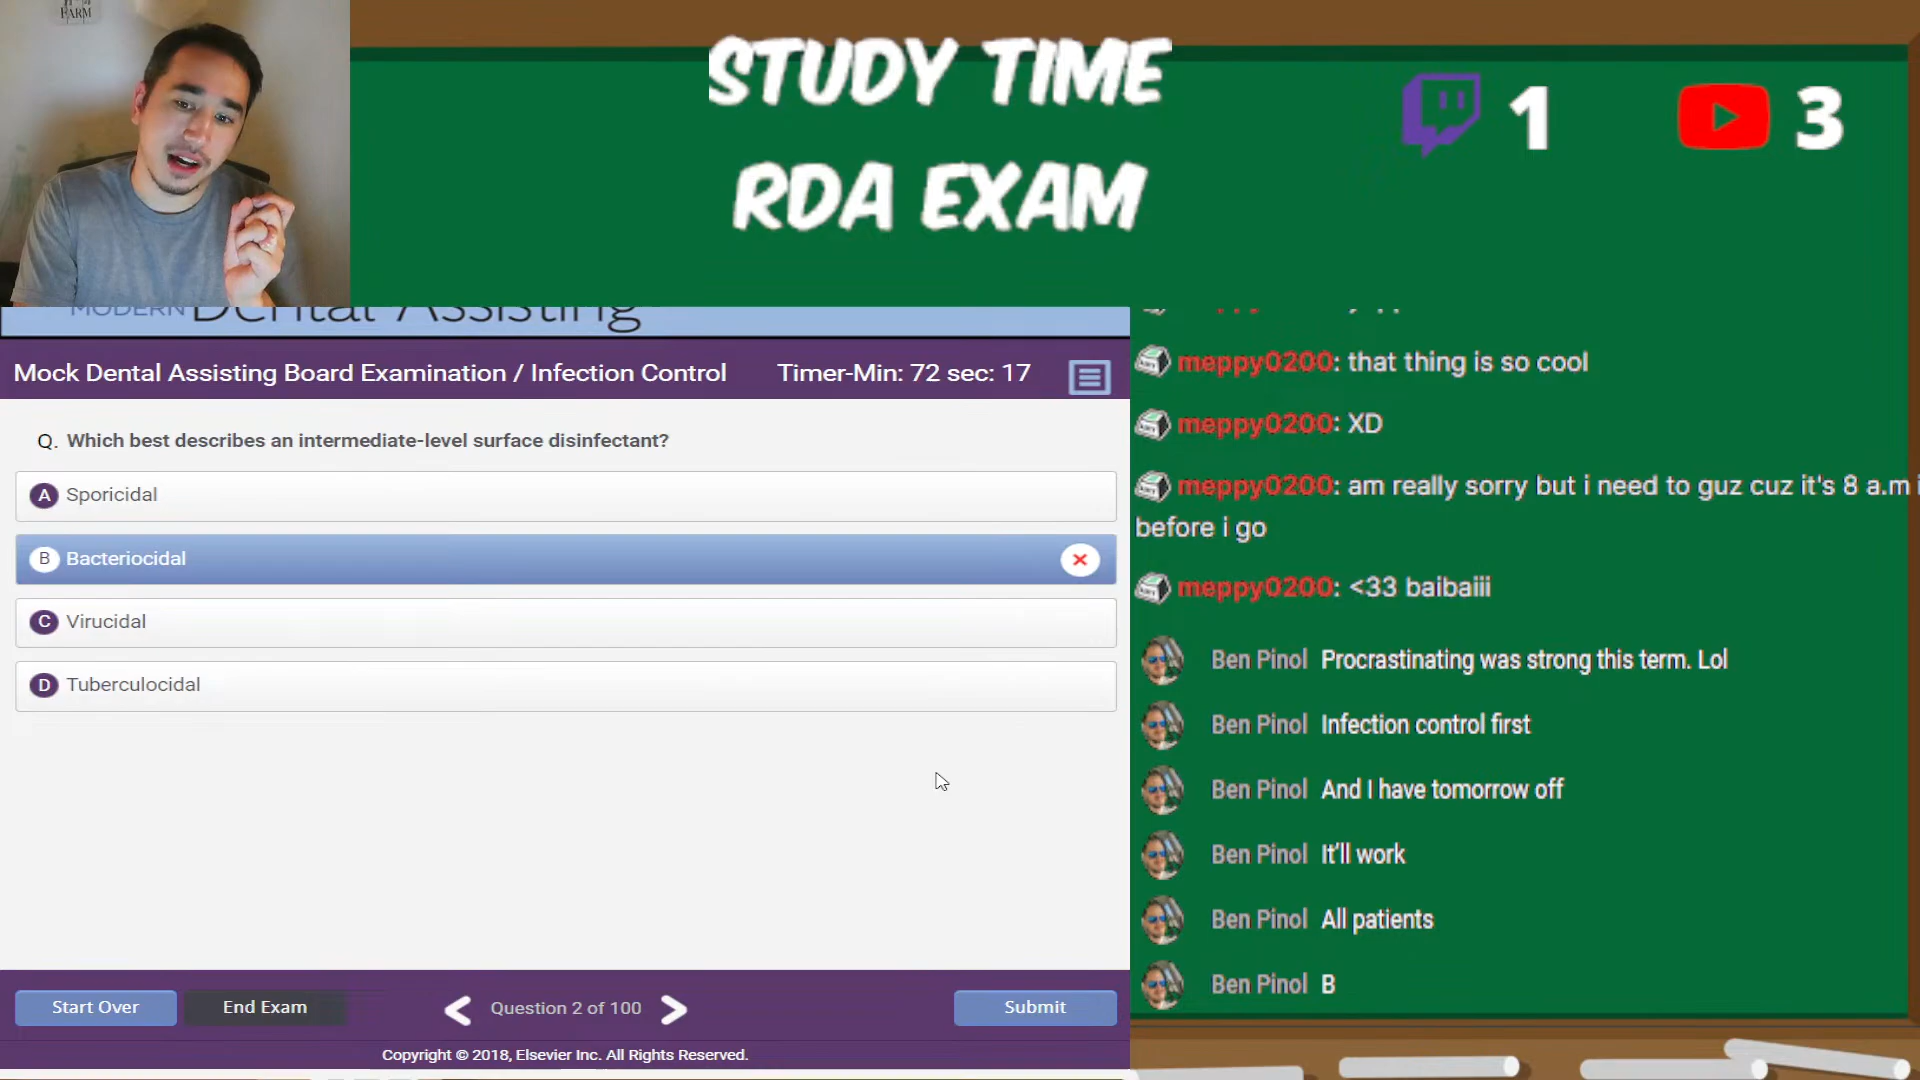 FARM
STUDY TIME
RDA EXAM
1
3
MODERN Dental Assisting
Mock Dental Assisting Board Examination / Infection Control
Timer-Min: 72 sec: 17
Q. Which best describes an intermediate-level surface disinfectant?
A Sporicidal
B Bacteriocidal
C Virucidal
D Tuberculocidal
Start Over
End Exam
Question 2 of 100
Submit
Copyright © 2018, Elsevier Inc. All Rights Reserved.
meppy0200: that thing is so cool
meppy0200: XD
meppy0200: am really sorry but i need to guz cuz it's 8 a.m i
before i go
meppy0200: <33 baibaiii
Ben Pinol Procrastinating was strong this term. Lol
Ben Pinol Infection control first
Ben Pinol And I have tomorrow off
Ben Pinol It'll work
Ben Pinol All patients
Ben Pinol B